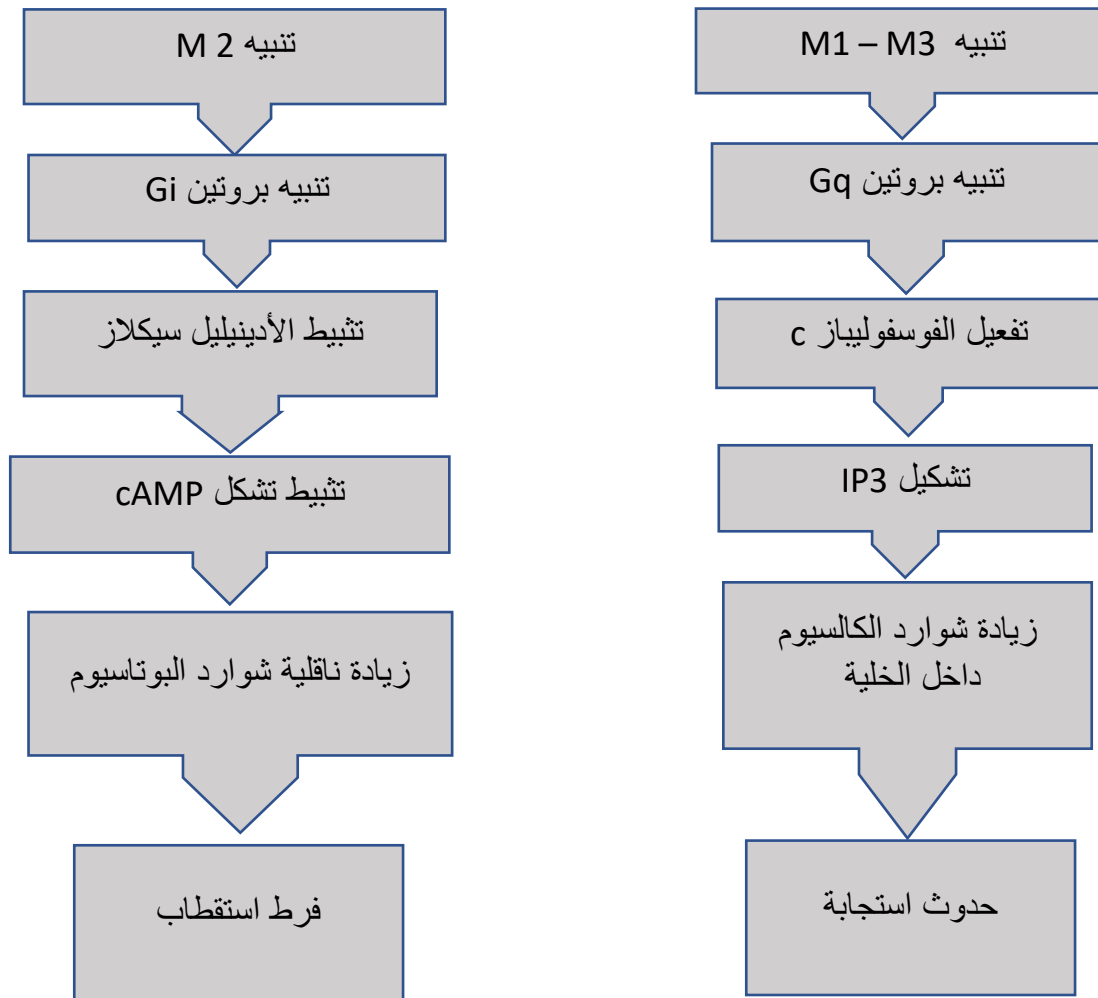 تنبيه M 2
تنبيه بروتين Gi
تثبيط الأدينيليل سيكلاز
تثبيط تشكل cAMP
زيادة ناقلية شوارد البوتاسيوم
فرط استقطاب
تنبيه M1 – M3
تنبيه بروتين Gq
تفعيل الفوسفوليباز c
تشكيل IP3
زيادة شوارد الكالسيوم
داخل الخلية
حدوث استجابة